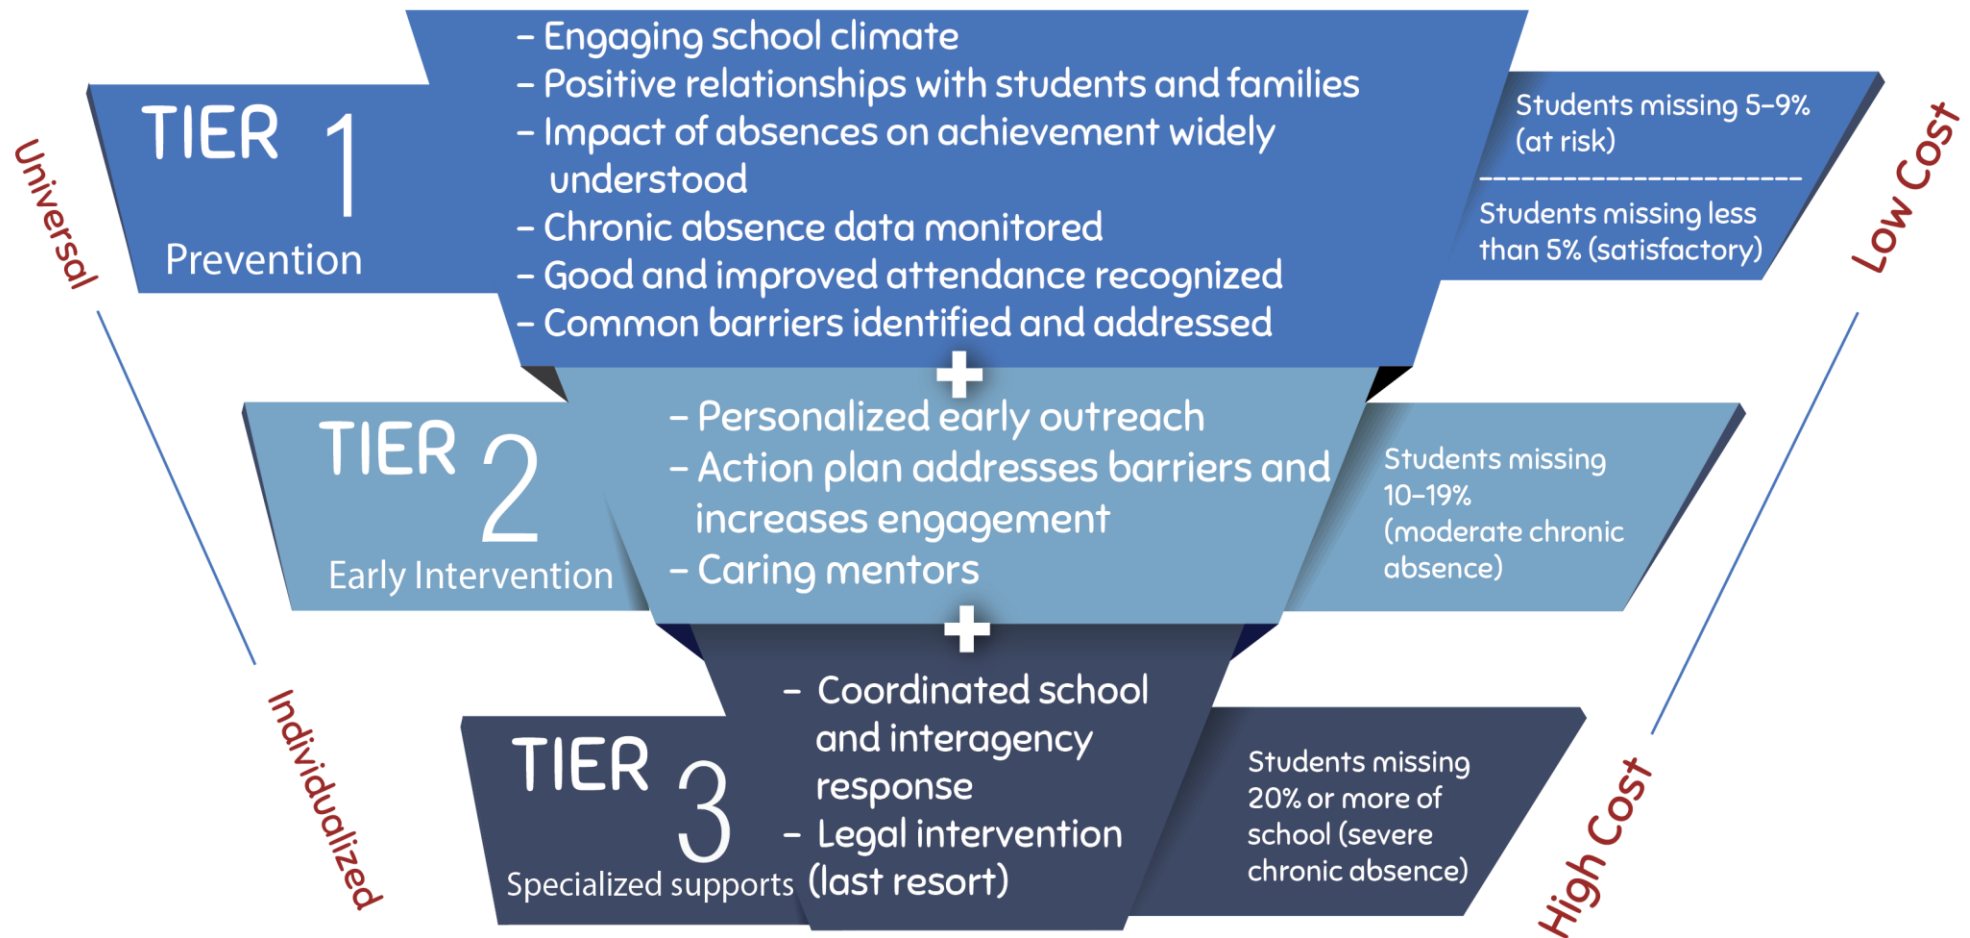 TIER 1
Prevention
- Engaging school climate
- Positive relationships with students and families
- Impact of absences on achievement widely
understood
- Chronic absence data monitored
- Good and improved attendance recognized
- Common barriers identified and addressed
Students missing 5-9%
(at risk)
-----------------------
Students missing less
than 5% (satisfactory)
Universal
Low Cost
+
TIER 2
Early Intervention
- Personalized early outreach
- Action plan addresses barriers and
increases engagement
- Caring mentors
Students missing
10-19%
(moderate chronic
absence)
+
TIER 3
Specialized supports
- Coordinated school
and interagency
response
- Legal intervention
(last resort)
Students missing
20% or more of
school (severe
chronic absence)
Individualized
High Cost